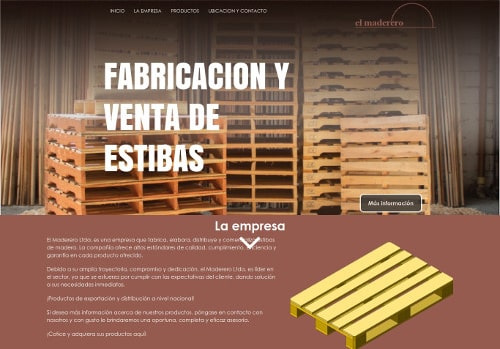 INICIO LA EMPRESA PRODUCTOS UBICACION Y CONTACTO
el maderero
FABRICACION Y
VENTA DE
ESTIBAS
Más información
La empresa
El Maderero Ltda. es una empresa que fabrica, elabora, distribuye y estibas
de madera. La compañía ofrece altos estándares de calidad, cumplimiento, eficiencia y
garantía en cada producto ofrecido.
Debido a su amplia trayectoria, compromiso y dedicación, el Maderero Ltda. es líder en
el sector, ya que se esfuerza por cumplir con las expectativas del cliente, dando solución
a sus necesidades inmediatas.
¡Productos de exportación y distribución a nivel nacional!
Si desea más información acerca de nuestros productos, póngase en contacto con
nosotros y con gusto le brindaremos una oportuna, completa y eficaz asesoría.
¡Cotice y adquiera sus productos aquí!